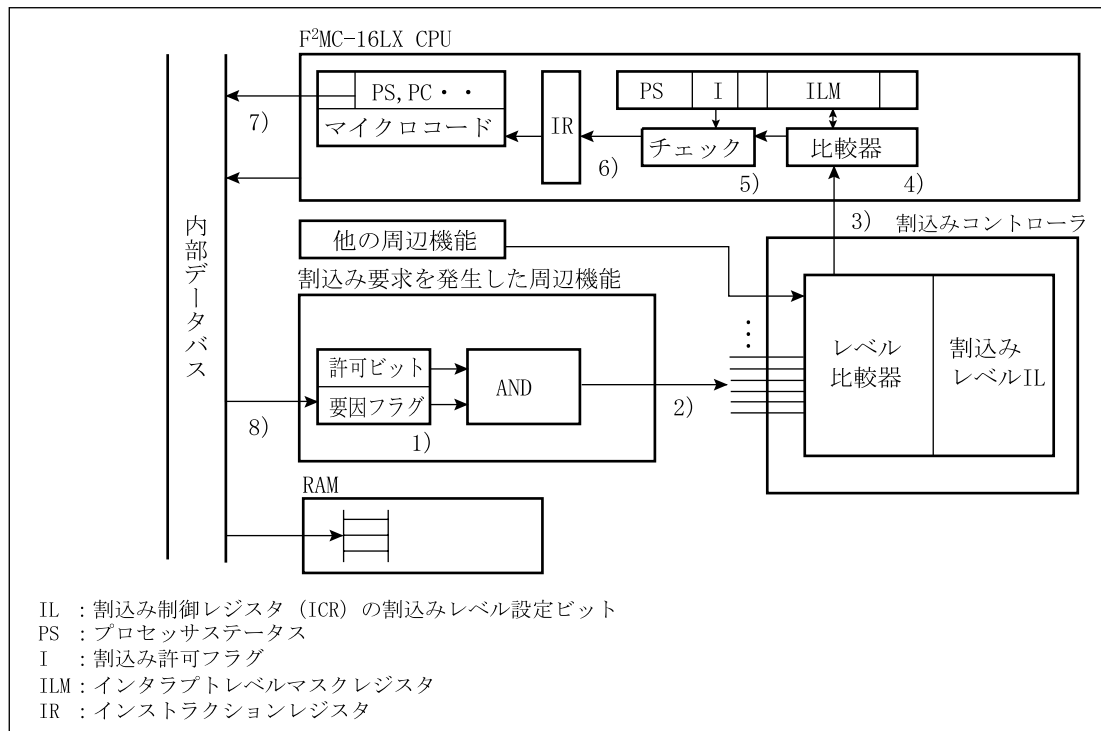 F²MC-16LX CPU
PS,PC・・
マイクロコード
7)
IR
6)
PS I ILM
チェック
比較器
5)
4)
3)
割込みコントローラ
内部データバス
他の周辺機能
割込み要求を発生した周辺機能
許可ビット
要因フラグ
AND
1)
2)
8)
⋮
レベル
比較器
割込み
レベルIL
RAM
IL :割込み制御レジスタ (ICR) の割込みレベル設定ビット
PS :プロセッサステータス
I :割込み許可フラグ
ILM:インタラプトレベルマスクレジスタ
IR :インストラクションレジスタ